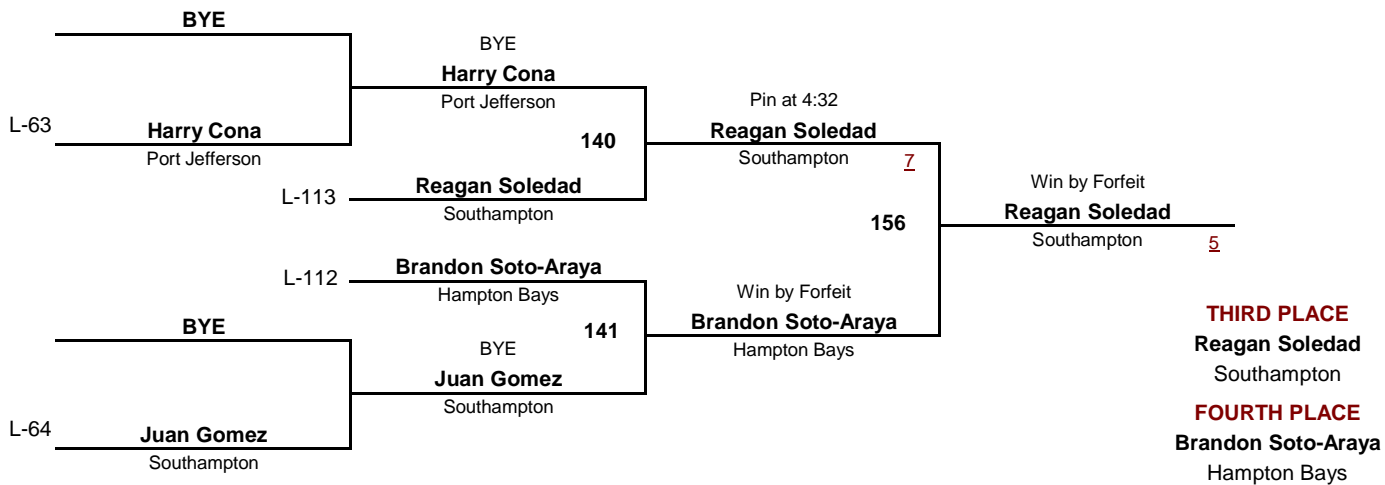 BYE
L-63
Harry Cona
Port Jefferson
BYE
Harry Cona
Port Jefferson
140
L-113
Reagan Soledad
Southampton
Pin at 4:32
Reagan Soledad
Southampton
7
L-112
Brandon Soto-Araya
Hampton Bays
BYE
141
BYE
Juan Gomez
Southampton
L-64
Juan Gomez
Southampton
Win by Forfeit
Brandon Soto-Araya
Hampton Bays
156
Win by Forfeit
Reagan Soledad
Southampton
5
THIRD PLACE
Reagan Soledad
Southampton
FOURTH PLACE
Brandon Soto-Araya
Hampton Bays